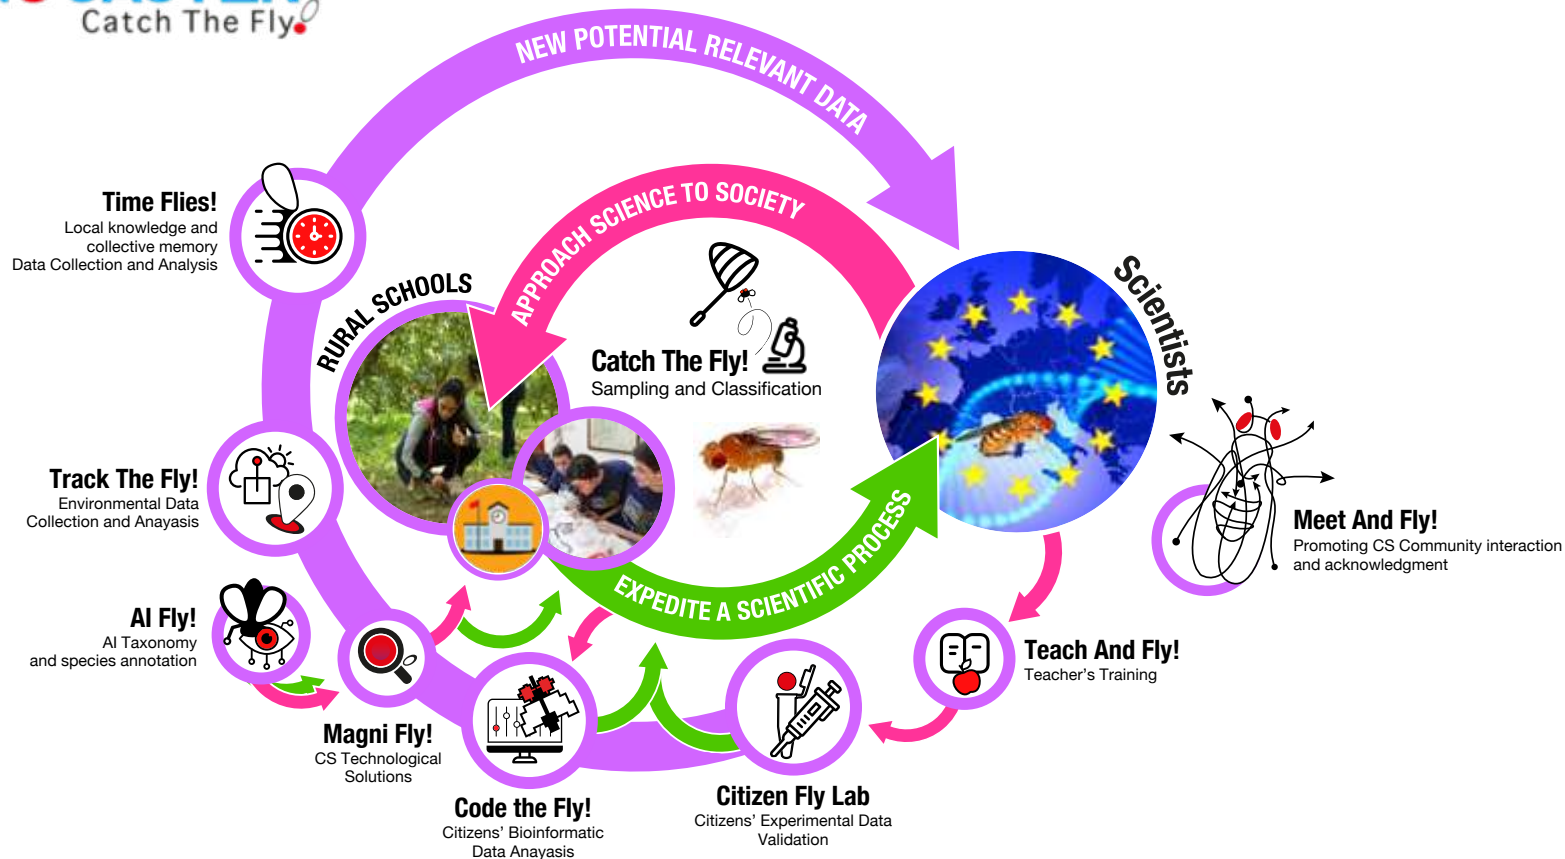 Catch The Fly!
NEW POTENTIAL RELEVANT DATA
APPROACH SCIENCE TO SOCIETY
Time Flies!
Local knowledge and
collective memory
Data Collection and Analysis
RURAL SCHOOLS
Scientists
Catch The Fly!
Sampling and Classification
Track The Fly!
Environmental Data
Collection and Anayasis
Meet And Fly!
Promoting CS Community interaction
and acknowledgment
EXPEDITE A SCIENTIFIC PROCESS
AI Fly!
AI Taxonomy
and species annotation
Teach And Fly!
Teacher's Training
Magni Fly!
CS Technological
Solutions
Code the Fly!
Citizens' Bioinformatic
Data Anayasis
Citizen Fly Lab
Citizens' Experimental Data
Validation